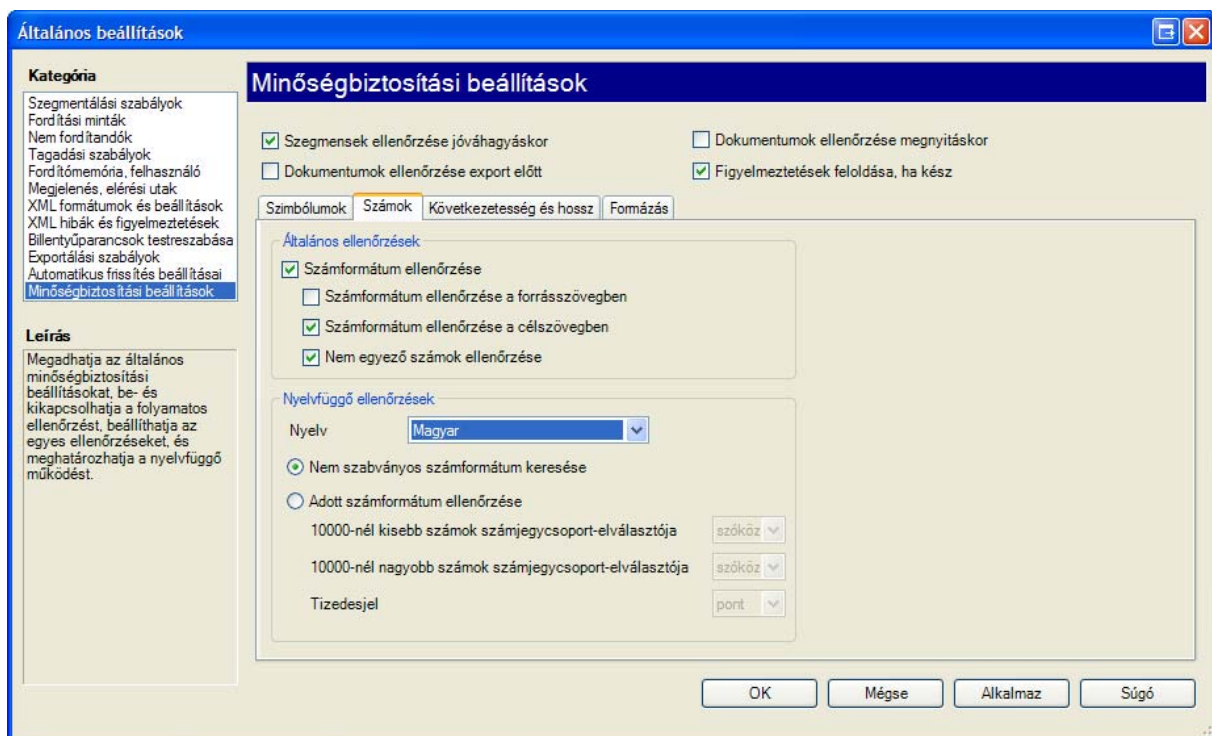 Általános beállítások
Kategória
Szegmentálási szabályok
Fordítási minták
Nem fordítandók
Tagadási szabályok
Fordítómemória, felhasználó
Megjelenés, elérési utak
XML formátumok és beállítások
XML hibák és figyelmeztetések
Billentyűparancsok testreszabása
Exportálási szabályok
Automatikus frissítés beállításai
Minőségbiztosítási beállítások
Leírás
Megadhatja az általános
minőségbiztosítási
beállításokat, be- és
kikapcsolhatja a folyamatos
ellenőrzést, beállíthatja az
egyes ellenőrzéseket, és
meghatározhatja a nyelvfüggő
működést.
Minőségbiztosítási beállítások
Szegmensek ellenőrzése jóváhagyáskor
Dokumentumok ellenőrzése megnyitáskor
Dokumentumok ellenőrzése export előtt
Figyelmeztetések feloldása, ha kész
Szimbólumok Számok Következetesség és hossz Formázás
Általános ellenőrzések
Számformátum ellenőrzése
Számformátum ellenőrzése a forrásszövegben
Számformátum ellenőrzése a célszövegben
Nem egyező számok ellenőrzése
Nyelvfüggő ellenőrzések
Nyelv Magyar
Nem szabványos számformátum keresése
Adott számformátum ellenőrzése
10000-nél kisebb számok számjegycsoport-elválasztója szóköz
10000-nél nagyobb számok számjegycsoport-elválasztója szóköz
Tizedesjel pont
OK Mégse Alkalmaz Súgó